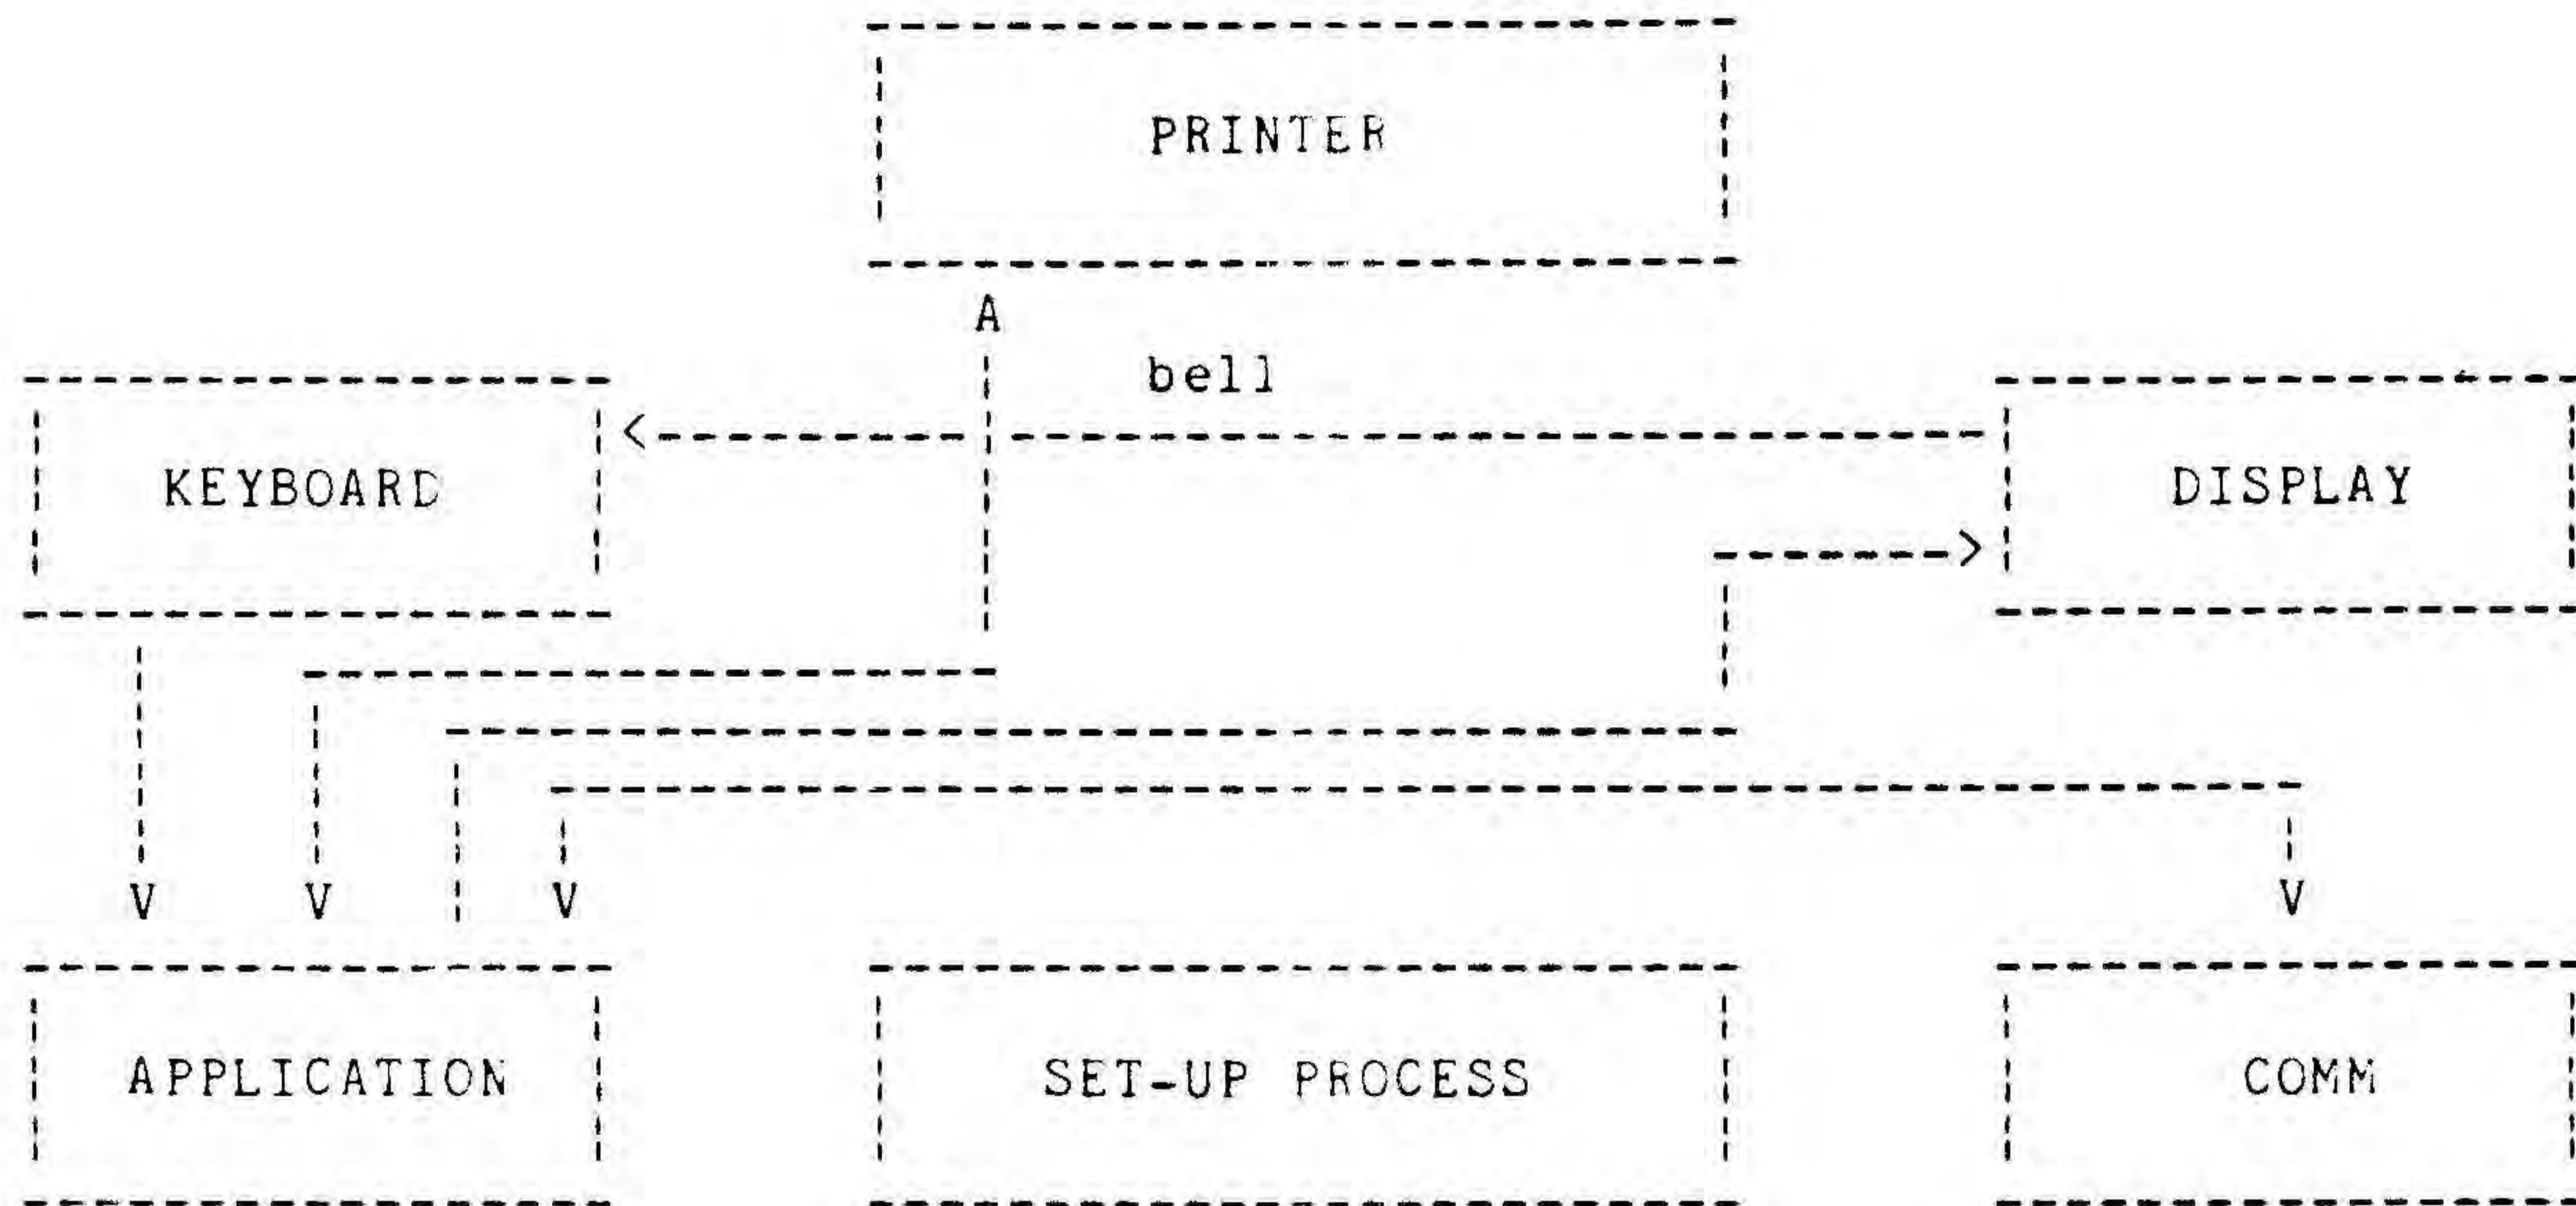 PRINTER
A
bell
<
KEYBOARD
DISPLAY
>
V V V V
APPLICATION SET-UP PROCESS COMM